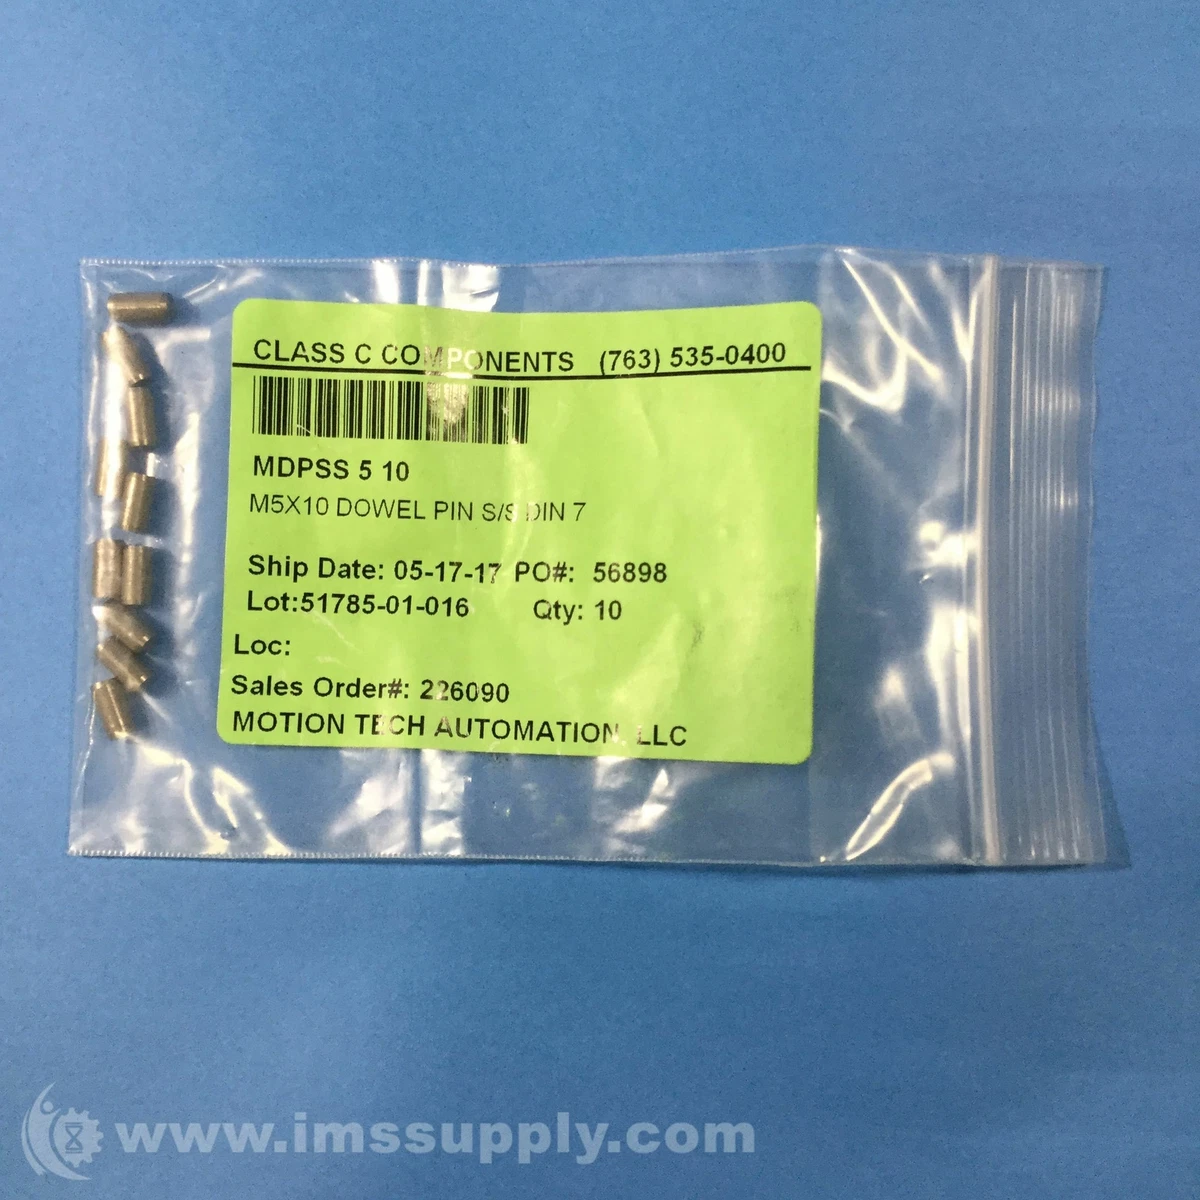 CLASS C COMPONENTS (763) 535-0400
MDPSS 5 10
M5X10 DOWEL PIN S/S DIN 7
Ship Date: 05-17-17 PO#: 56898
Lot:51785-01-016 Qty: 10
Loc:
Sales Order#: 226090
MOTION TECH AUTOMATION, LLC
www.imssupply.com